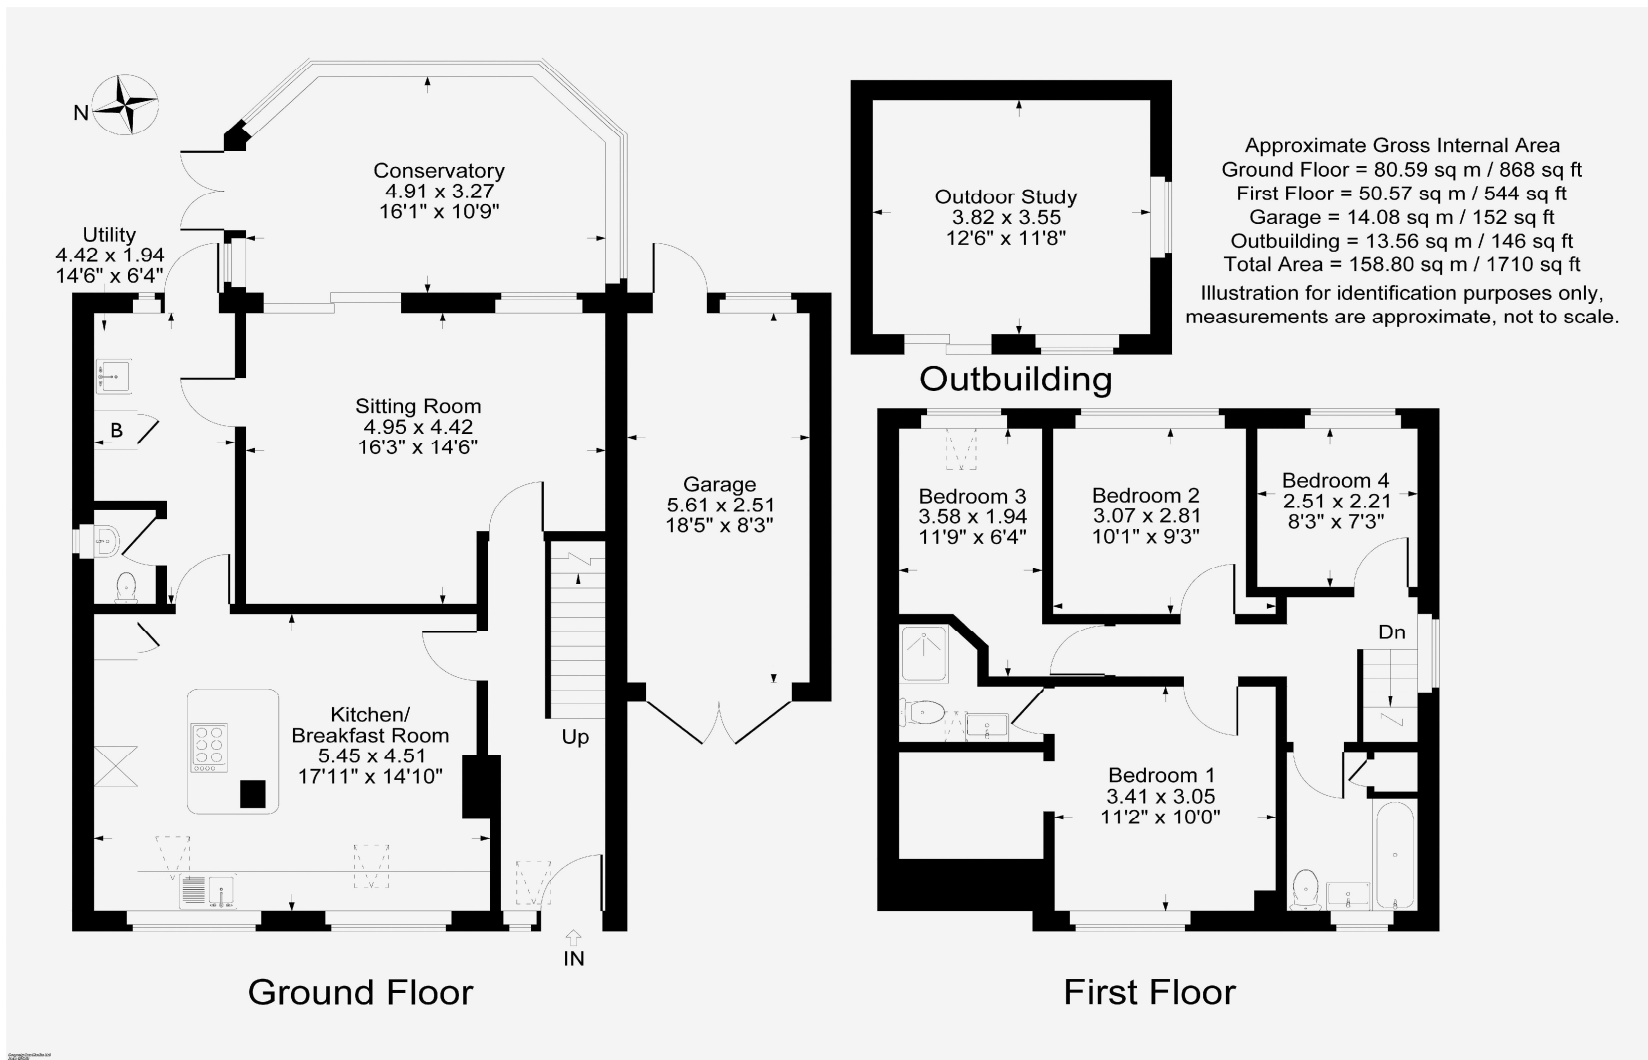 N
Conservatory
4.91 x 3.27
16'1" x 10'9"
Utility
4.42 x 1.94
14'6" x 6'4"
B
Sitting Room
4.95 x 4.42
16'3" x 14'6"
Garage
5.61 x 2.51
18'5" x 8'3"
Kitchen/
Breakfast Room
5.45 x 4.51
17'11" x 14'10"
Up
IN
Ground Floor
Outdoor Study
3.82 x 3.55
12'6" x 11'8"
Outbuilding
Approximate Gross Internal Area
Ground Floor = 80.59 sq m / 868 sq ft
First Floor = 50.57 sq m / 544 sq ft
Garage = 14.08 sq m / 152 sq ft
Outbuilding = 13.56 sq m / 146 sq ft
Total Area = 158.80 sq m / 1710 sq ft
Illustration for identification purposes only,
measurements are approximate, not to scale.
Bedroom 3
3.58 x 1.94
11'9" x 6'4"
Bedroom 2
3.07 x 2.81
10'1" x 9'3"
Bedroom 4
2.51 x 2.21
8'3" x 7'3"
Dn
Bedroom 1
3.41 x 3.05
11'2" x 10'0"
First Floor